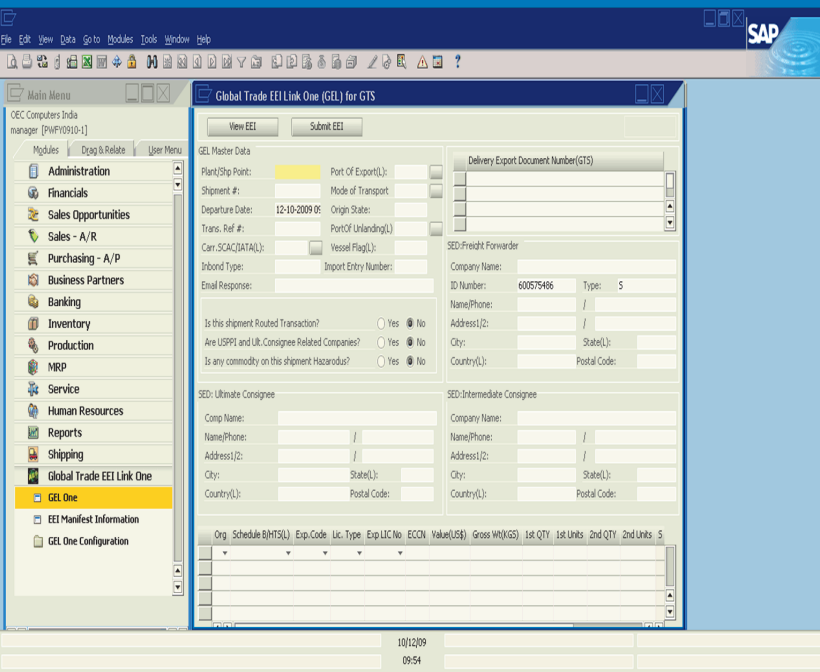 SAP
File Edit View Data Go to Modules Tools Window Help
Main Menu
OEC Computers India
manager [PWFY0910-1]
Modules Drag & Relate User Menu
Administration
Financials
Sales Opportunities
Sales - A/R
Purchasing - A/P
Business Partners
Banking
Inventory
Production
MRP
Service
Human Resources
Reports
Shipping
Global Trade EEI Link One
GEL One
EEI Manifest Information
GEL One Configuration
Global Trade EEI Link One (GEL) for GTS
View EEI Submit EEI
GEL Master Data
Plant/Shp Point: Port Of Export(L):
Shipment #: Mode of Transport
Departure Date: 12-10-2009 09 Origin State:
Trans. Ref #: PortOf Unlanding(L)
Carr.SCAC/IATA(L): Vessel Flag(L):
Inbond Type: Import Entry Number:
Email Response:
Is this shipment Routed Transaction? Yes No
Are USPPI and Ult.Consignee Related Companies? Yes No
Is any commodity on this shipment Hazarodus? Yes No
Delivery Export Document Number(GTS)
SED:Freight Forwarder
Company Name:
ID Number: 600575486 Type: 5
Name/Phone: /
Address1/2: /
City: State(L):
Country(L): Postal Code:
SED: Ultimate Consignee
Comp Name:
Name/Phone: /
Address1/2: /
City: State(L):
Country(L): Postal Code:
SED:Intermediate Consignee
Company Name:
Name/Phone: /
Address1/2: /
City: State(L):
Country(L): Postal Code:
Org Schedule B/HTS(L) Exp.Code Lic. Type Exp LIC No ECCN Value(US$) Gross Wt(KGS) 1st QTY 1st Units 2nd QTY 2nd Units S
10/12/09
09:54